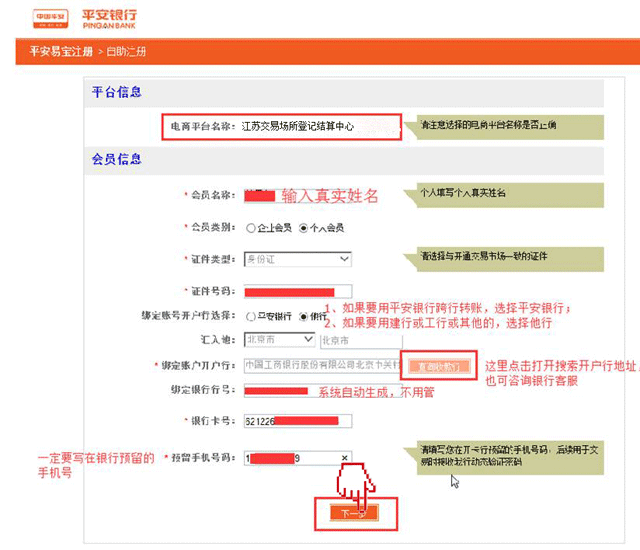 中国平安 平安银行
PINGAN BANK
平安易宝注册 > 自助注册
平台信息
电商平台名称: 江苏交易场所登记结算中心
请注意选择的电商平台名称是否正确
会员信息
* 会员名称: 输入真实姓名
个人填写个人真实姓名
* 会员类别: 企业会员 个人会员
* 证件类型: 身份证
请选择与开通交易市场一致的证件
* 证件号码:
1、如果要用平安银行跨行转账，选择平安银行；
绑定账号开户行选择: 平安银行 他行
2、如果要用建行或工行或其他的，选择他行
汇入地: 北京市 北京市
* 绑定账户开户行: 中国工商银行股份有限公司北京中关村
这里点击打开搜索开户行地址，
也可咨询银行客服
绑定银行行号: 系统自动生成，不用管
* 银行卡号: 621226
一定要写在银行预留的
手机号
* 预留手机号码: 1 8 ×
请填写您在开卡行预留的手机号码，后续用于交
易时接收发行动态验证密码
下一步